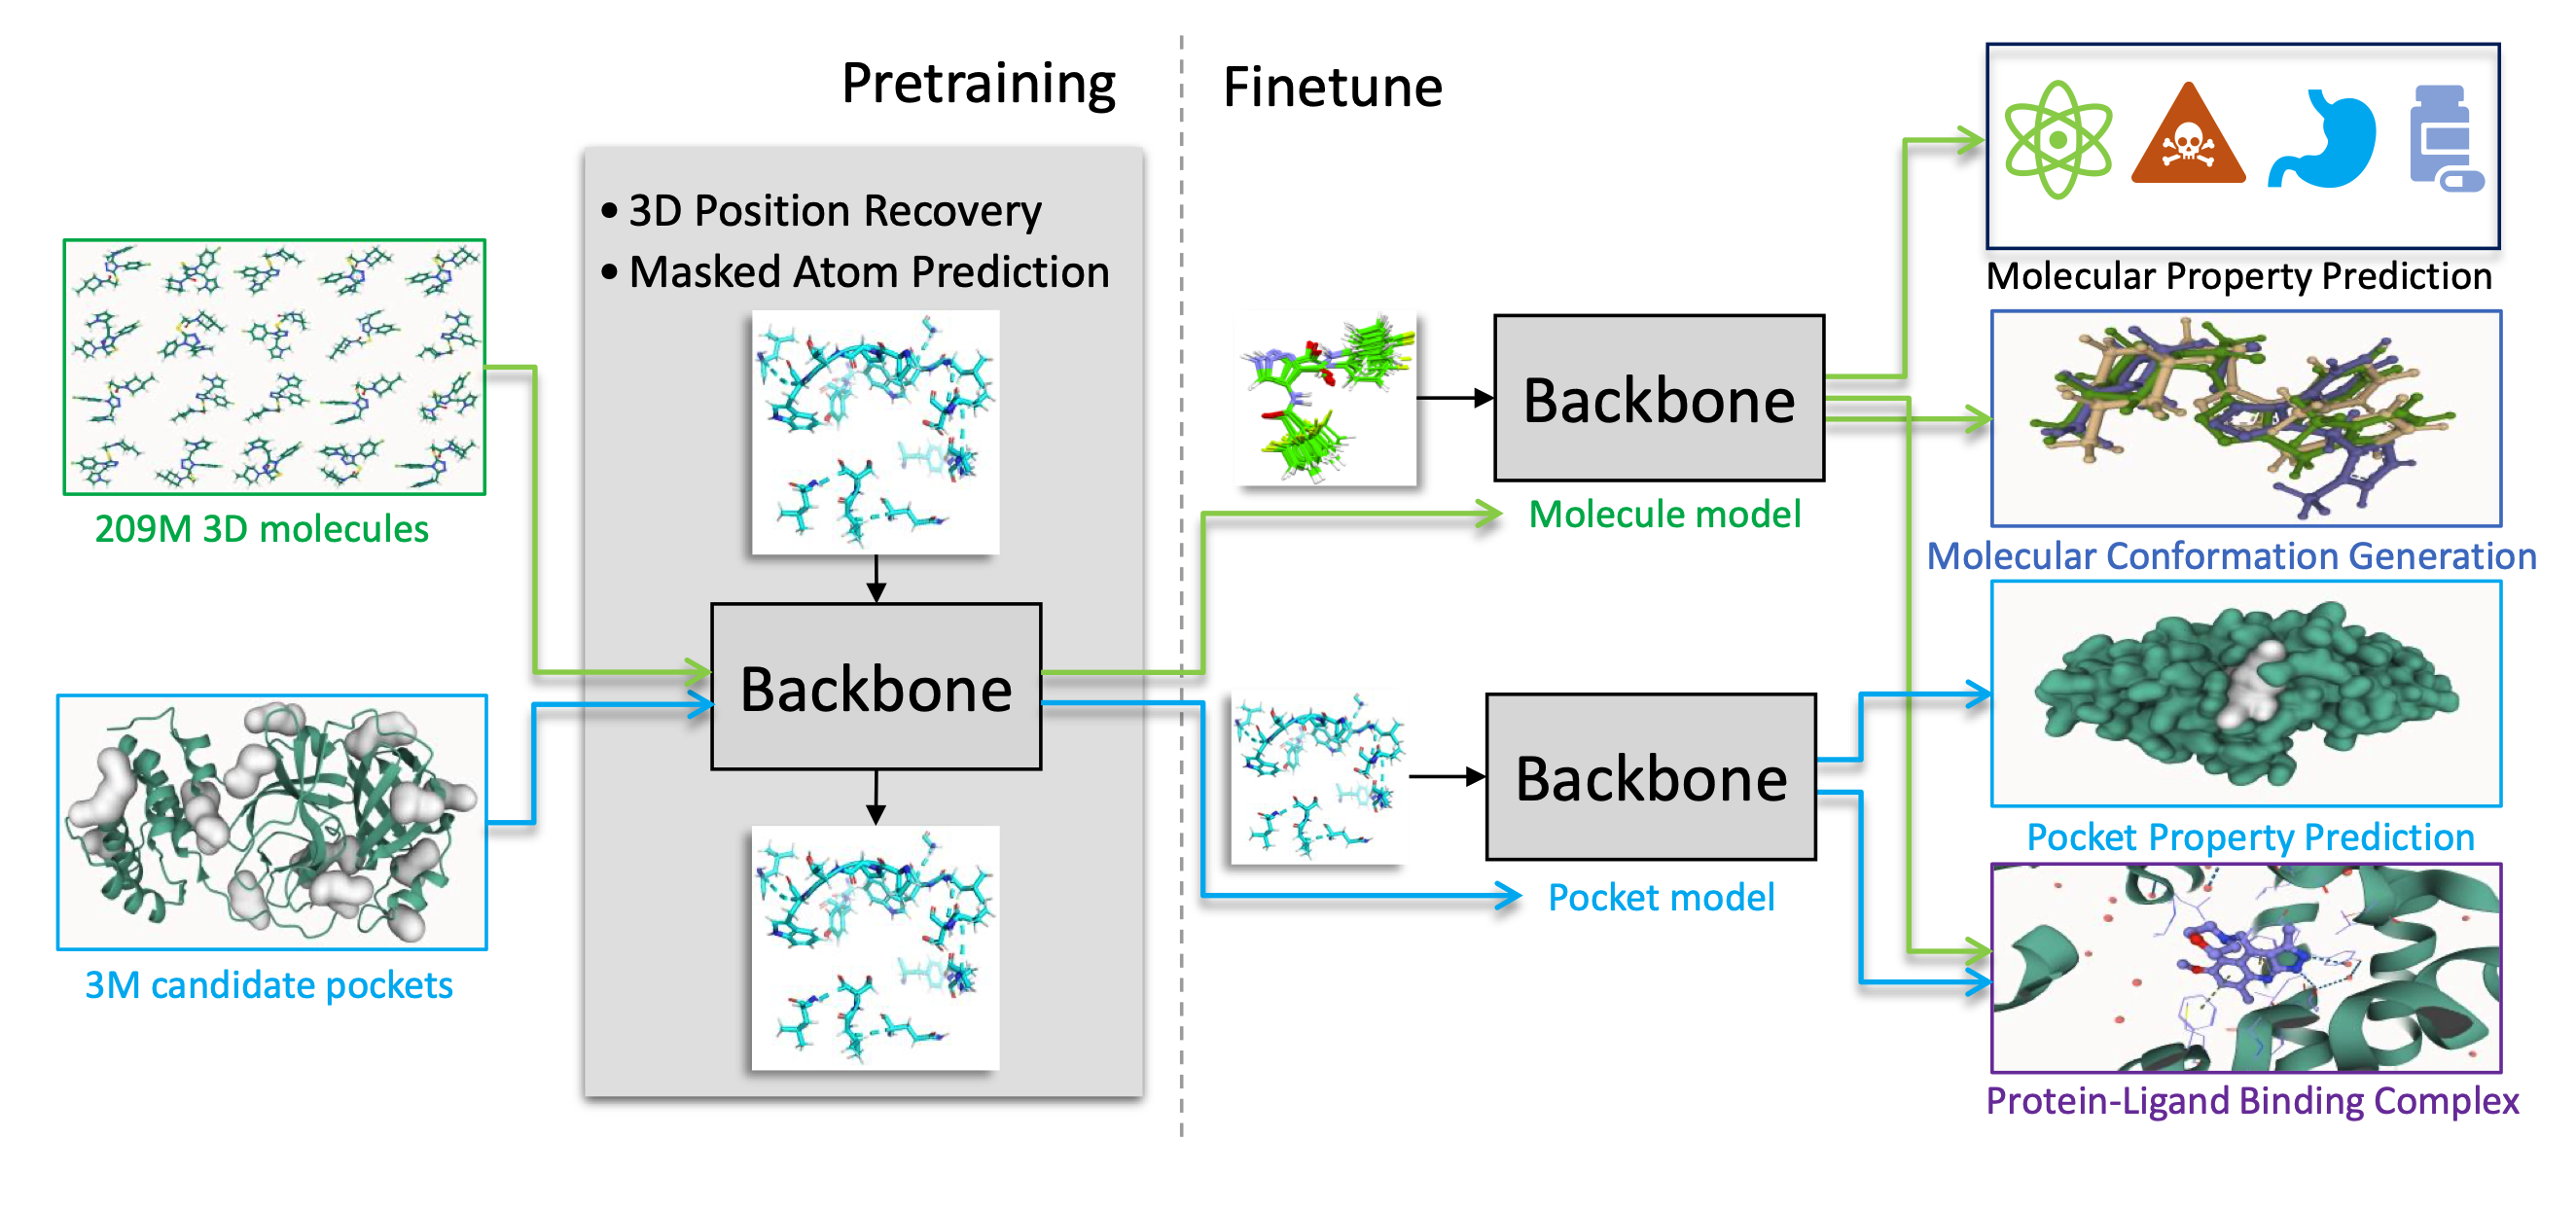 Pretraining
Finetune
• 3D Position Recovery
• Masked Atom Prediction
209M 3D molecules
Backbone
3M candidate pockets
Backbone
Molecule model
Backbone
Pocket model
Molecular Property Prediction
Molecular Conformation Generation
Pocket Property Prediction
Protein-Ligand Binding Complex